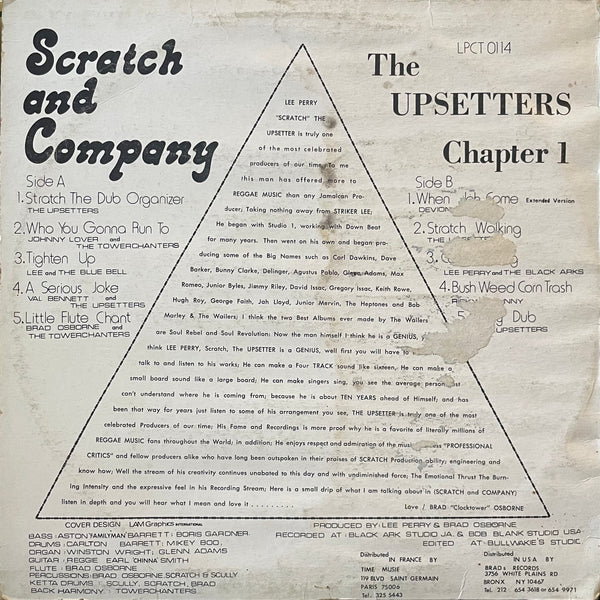 Scratch
and
Company
LPCT 0114
The
UPSETTERS
Chapter 1
Side A
1. Stratch The Dub Organizer
THE UPSETTERS
2. Who You Gonna Run To
JOHNNY LOVER and
THE TOWERCHANTERS
3. Tighten Up
LEE and THE BLUE BELL
4. A Serious Joke
VAL BENNETT and
THE UPSETTERS
5. Little Flute Chant
BRAD OSBORNE and
THE TOWERCHANTERS
LEE PERRY
"SCRATCH" THE
UPSETTER is truly one
of the most celebrated
producers of our time. To me
this man has offered more to
REGGAE MUSIC than any Jamaican Pro-
ducer; Taking nothing away from STRIKER LEE;
He began with Studio 1, working with Down Beat
for many years. Then went on his own and began pro-
ducing some of the Big Names such as Carl Dawkins, Dave
Barker, Bunny Clarke, Delinger, Agustus Pablo, Glen Adams, Max
Romeo, Junior Byles, Jimmy Riley, David Issac, Gregory Issac, Keith Rowe,
Hugh Roy, George Faith, Jah Lloyd, Junior Mervin, The Heptones and Bob
Marley & The Wailers; I think the two Best Albums ever made by The Wailers
are Soul Rebel and Soul Revolution: Now the man himself I think he is a GENIUS,
think LEE PERRY, Scratch, The UPSETTER is a GENIUS, well first you will have to
talk to and listen to his works; He can make a Four TRACK sound like sixteen, He can make a
small board sound like a large board; He can make singers sing, you see the average person just
can't understand where he is coming from; because he is about TEN YEARS ahead of Himself; and has
been that way for years just listen to some of his arrangement you see, THE UPSETTER is truly one of the most
celebrated Producers of our time; His Fame and Recordings is more proof why he is a favorite of literally millions of
REGGAE MUSIC fans throughout the World; in addition; He enjoys respect and admiration of the music "PROFESSIONAL
CRITICS" and fellow producers alike who have long been outspoken in their praises of SCRATCH Production ability; engineering and
know how; Well the stream of his creativity continues unabated to this day and with undiminished force; The Emotional Thrust The Burn-
ing Intensity and the expressive feel in his Recording Stream; Here is a small drip of what I am talking about in (SCRATCH and COMPANY)
listen in depth and you will hear what I mean and love it . . . . . . . . . Love / BRAD "Clocktower" OSBORNE
Side B
1. When Come Extended Version
2. Stratch Walking
3.
LEE PERRY and THE BLACK ARKS
4. Bush Weed Corn Trash
5. Dub
UPSETTERS
COVER DESIGN LAM Graphics INTERNATIONAL
BASS: ASTON "FAMILYMAN" BARRETT: BORIS GARDNER
DRUMS: CARLTON BARRETT: MIKEY BOO
ORGAN: WINSTON WRIGHT: GLENN ADAMS
GUITAR: REGGIE EARL "CHINNA" SMITH
FLUTE: BRAD OSBORNE
PERCUSSIONS: BRAD OSBORNE, SCRATCH & SCULLY
KETTA DRUMS: SCULLY, SCRATCH, BRAD
BACK HARMONY: TOWERCHANTERS
PRODUCED BY: LEE PERRY & BRAD OSBORNE
RECORDED AT: BLACK ARK STUDIO JA. & BOB BLANK STUDIO USA
EDITED AT: BULLWAKE'S STUDIO
Distributed
IN FRANCE BY
TIME MUSIE
119 BLVD SAINT GERMAIN
PARIS 75006
Tel.: 325 5443
Distributed
IN U.S.A BY
BRADS RECORDS
3756 WHITE PLAINS RD
BRONX NY 10467
Tel. 212 654 3618 or 654 9971